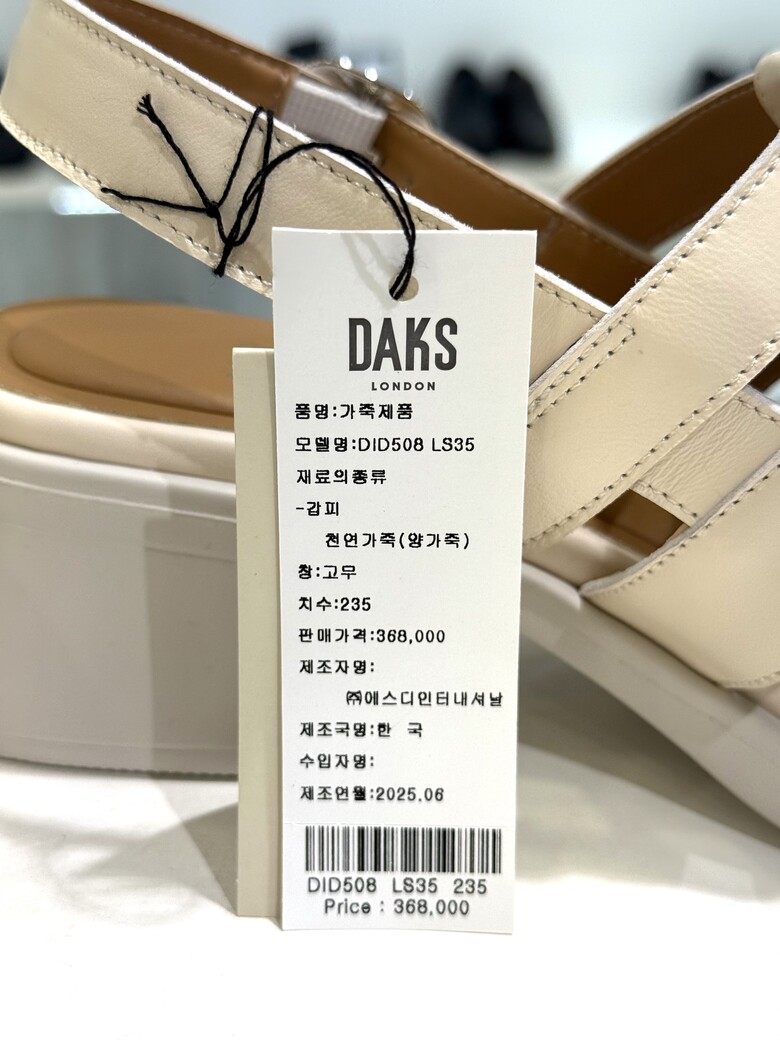 DAKS
LONDON
품명:가죽제품
모델명:DID508 LS35
재료의종류
-갑피
천연가죽(양가죽)
창:고무
치수:235
판매가격:368,000
제조자명:
㈜에스디인터내셔날
제조국명:한 국
수입자명:
제조연월:2025.06
DID508 LS35 235
Price : 368,000